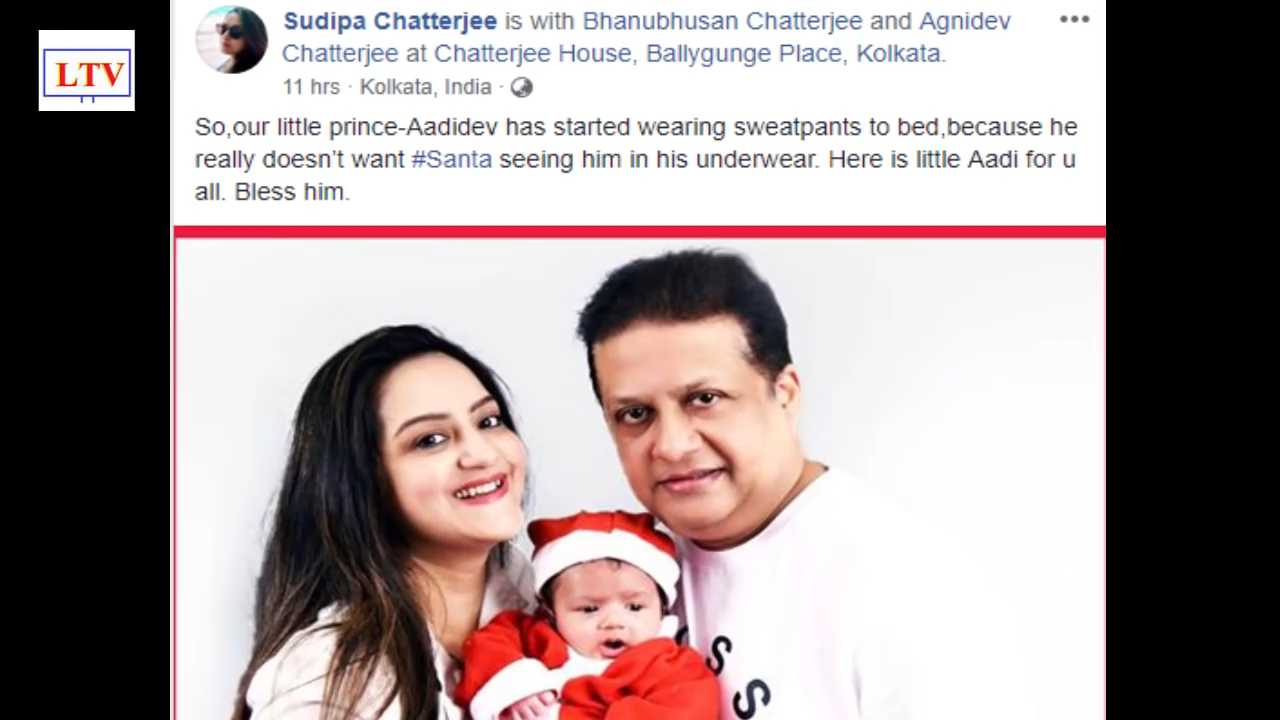 LTV
Sudipa Chatterjee is with Bhanubhusan Chatterjee and Agnidev
Chatterjee at Chatterjee House, Ballygunge Place, Kolkata.
11 hrs · Kolkata, India ·
So,our little prince-Aadidev has started wearing sweatpants to bed,because he
really doesn't want #Santa seeing him in his underwear. Here is little Aadi for u
all. Bless him.
S
S